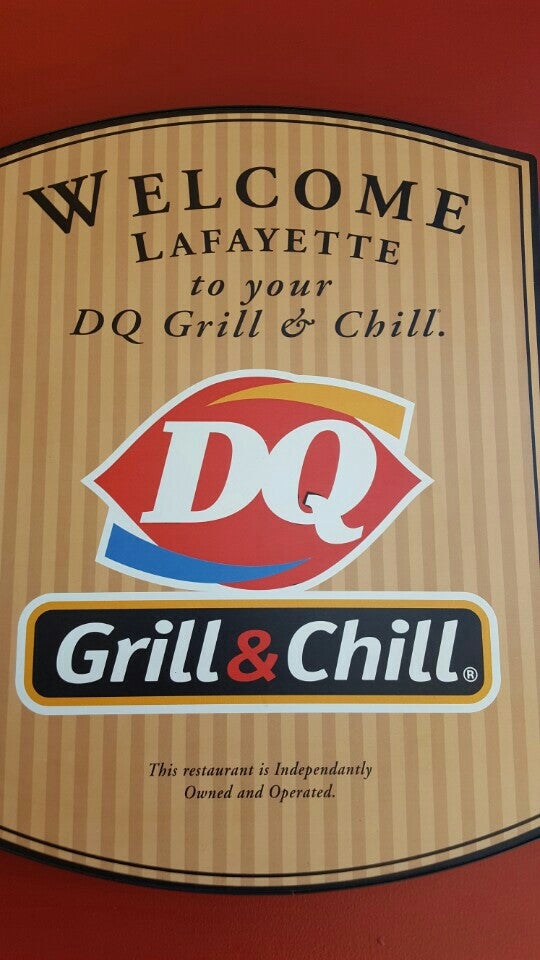 WELCOME
LAFAYETTE
to your
DQ Grill & Chill.
DQ
Grill & Chill®
This restaurant is Independantly
Owned and Operated.